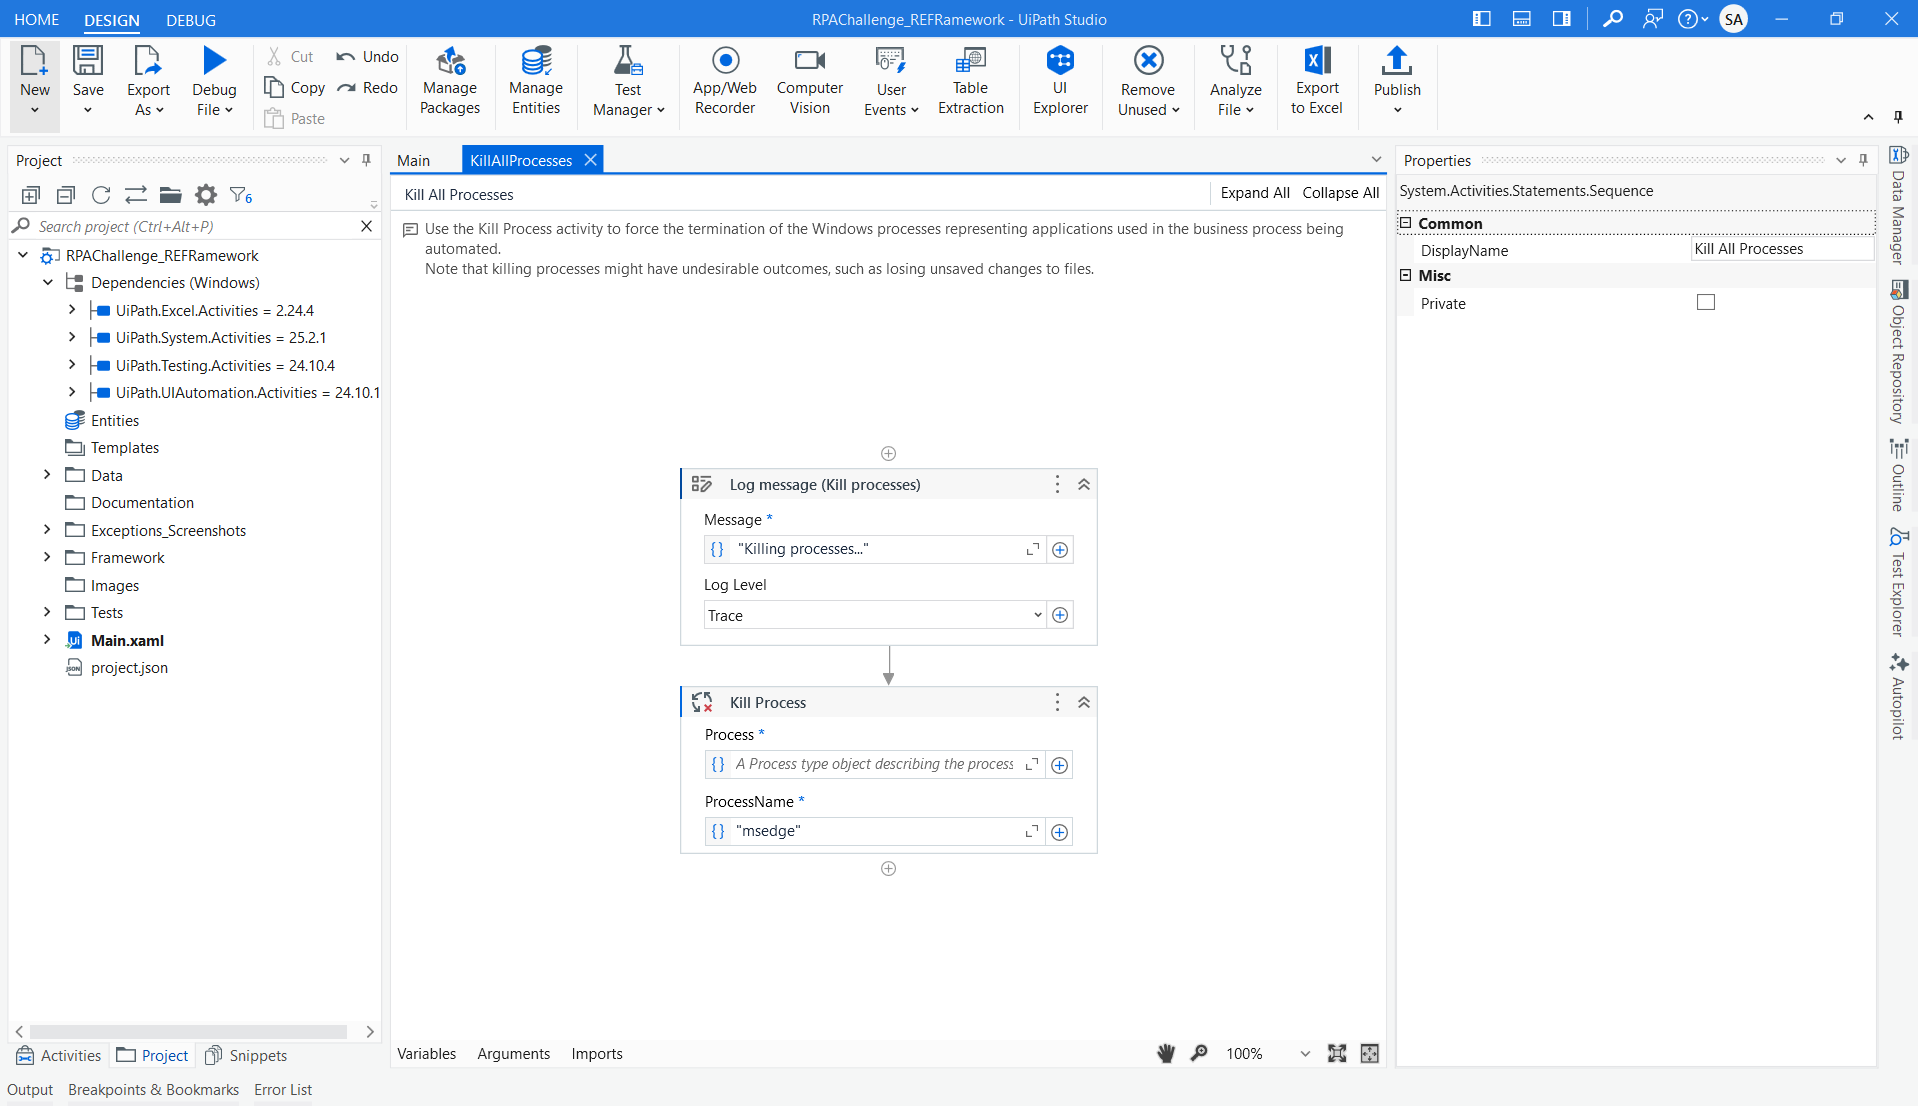 HOME DESIGN DEBUG RPAChallenge_REFRamework - UiPath Studio SA
New
Save
Export As
Debug File
Cut
Copy
Paste
Undo
Redo
Manage Packages
Manage Entities
Test Manager
App/Web Recorder
Computer Vision
User Events
Table Extraction
UI Explorer
Remove Unused
Analyze File
Export to Excel
Publish
Project
6
Search project (Ctrl+Alt+P)
RPAChallenge_REFRamework
Dependencies (Windows)
UiPath.Excel.Activities = 2.24.4
UiPath.System.Activities = 25.2.1
UiPath.Testing.Activities = 24.10.4
UiPath.UIAutomation.Activities = 24.10.1
Entities
Templates
Data
Documentation
Exceptions_Screenshots
Framework
Images
Tests
Main.xaml
project.json
Activities Project Snippets
Main KillAllProcesses
Kill All Processes Expand All Collapse All
Use the Kill Process activity to force the termination of the Windows processes representing applications used in the business process being
automated.
Note that killing processes might have undesirable outcomes, such as losing unsaved changes to files.
Log message (Kill processes)
Message *
{} "Killing processes..."
Log Level
Trace
Kill Process
Process *
{} A Process type object describing the process
ProcessName *
{} "msedge"
Variables Arguments Imports 100%
Properties
System.Activities.Statements.Sequence
Common
DisplayName Kill All Processes
Misc
Private
Data Manager
Object Repository
Outline
Test Explorer
Autopilot
Output Breakpoints & Bookmarks Error List